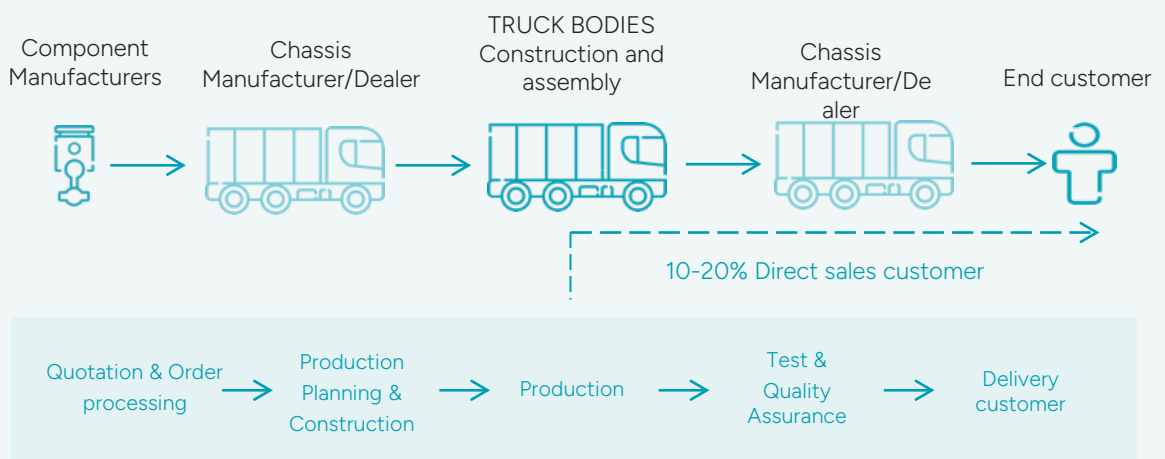 Component
Manufacturers
Chassis
Manufacturer/Dealer
TRUCK BODIES
Construction and
assembly
Chassis
Manufacturer/De
aler
End customer
10-20% Direct sales customer
Quotation & Order
processing
Production
Planning &
Construction
Production
Test &
Quality
Assurance
Delivery
customer